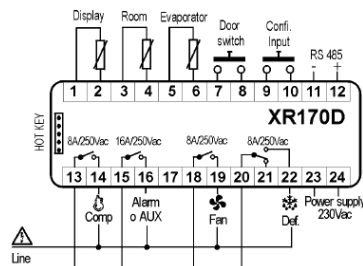 Display Room Evaporator Door switch Confi. Input RS 485
- +
1 2 3 4 5 6 7 8 9 10 11 12
XR170D
HOT KEY
8A/250Vac 16A/250Vac 8A/250Vac 8A/250Vac
13 14 15 16 17 18 19 20 21 22 23 24
Comp Alarm o AUX Fan Def. Power supply 230Vac
Line